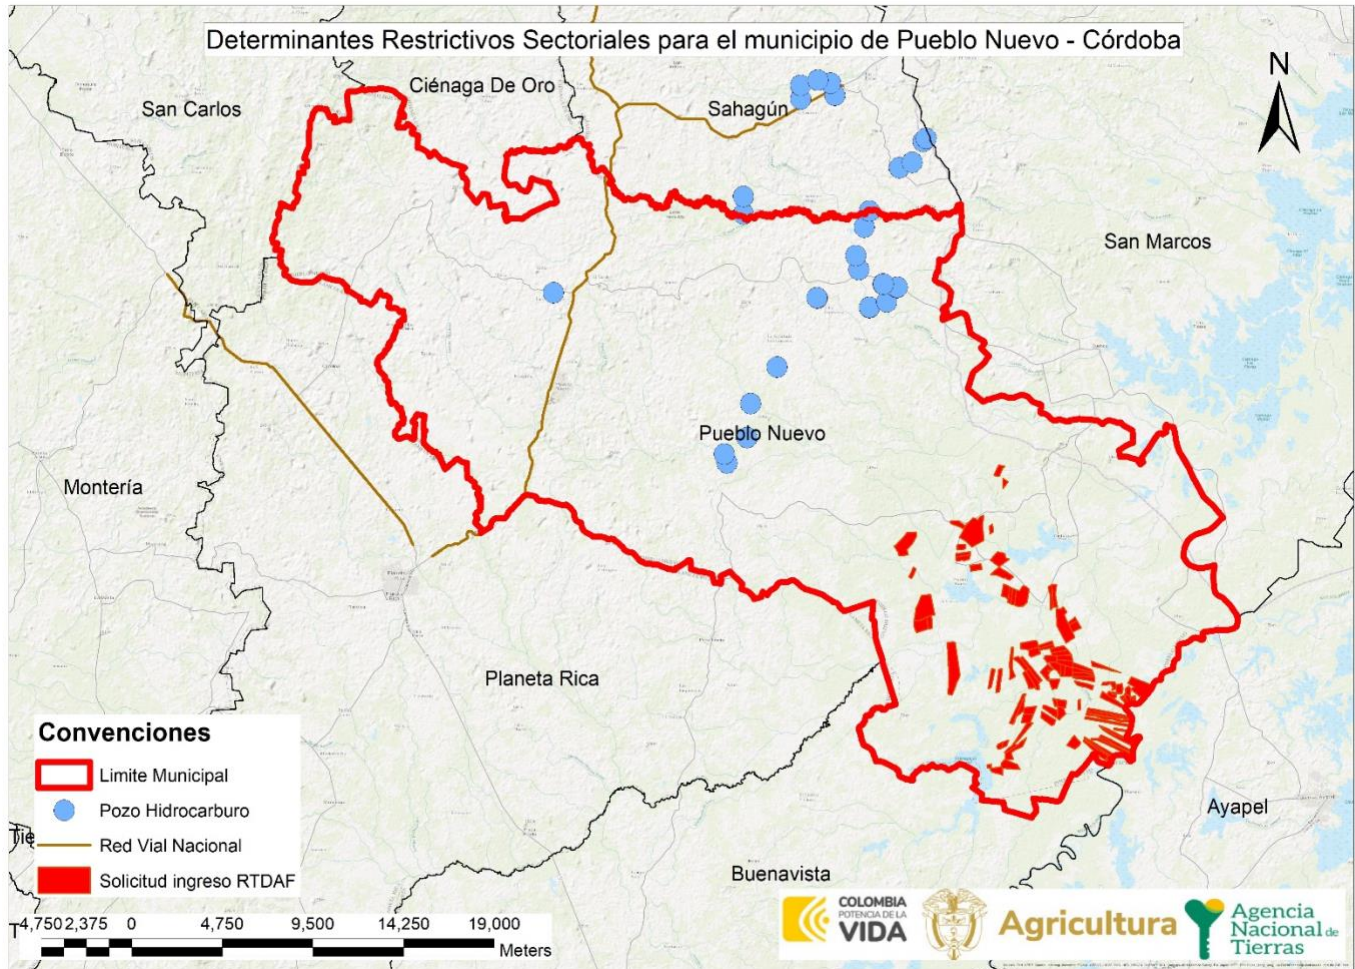 Determinantes Restrictivos Sectoriales para el municipio de Pueblo Nuevo - Córdoba
N
Ciénaga De Oro
San Carlos
Sahagún
San Marcos
Pueblo Nuevo
Montería
Planeta Rica
Ayapel
Buenavista
Convenciones
Limite Municipal
Pozo Hidrocarburo
Red Vial Nacional
Solicitud ingreso RTDAF
4,750 2,375 0 4,750 9,500 14,250 19,000
Meters
COLOMBIA
POTENCIA DE LA
VIDA
Agricultura
Agencia
Nacional de
Tierras